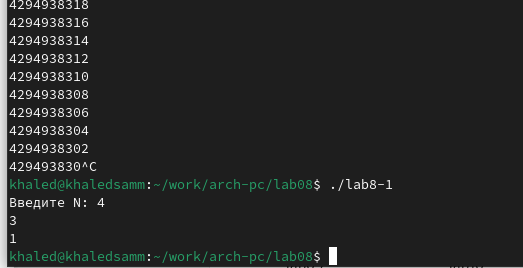 4294938318
4294938316
4294938314
4294938312
4294938310
4294938308
4294938306
4294938304
4294938302
429493830^C
khaled@khaledsamm:~/work/arch-pc/lab08$ ./lab8-1
Введите N: 4
3
1
khaled@khaledsamm:~/work/arch-pc/lab08$